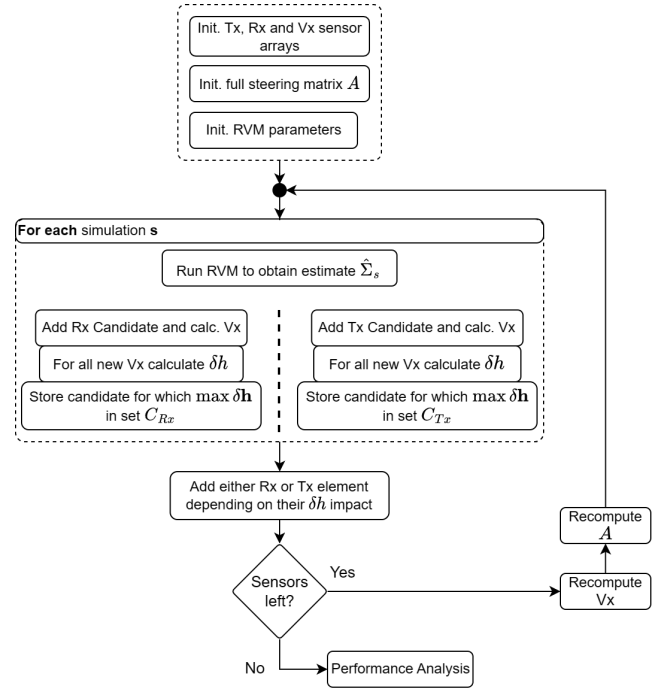 Init. Tx, Rx and Vx sensor
arrays
Init. full steering matrix A
Init. RVM parameters
For each simulation s
Run RVM to obtain estimate Σ̂ₛ
Add Rx Candidate and calc. Vx
For all new Vx calculate δh
Store candidate for which max δh
in set C_Rx
Add Tx Candidate and calc. Vx
For all new Vx calculate δh
Store candidate for which max δh
in set C_Tx
Add either Rx or Tx element
depending on their δh impact
Sensors
left?
Yes
Recompute
Vx
Recompute
A
No
Performance Analysis